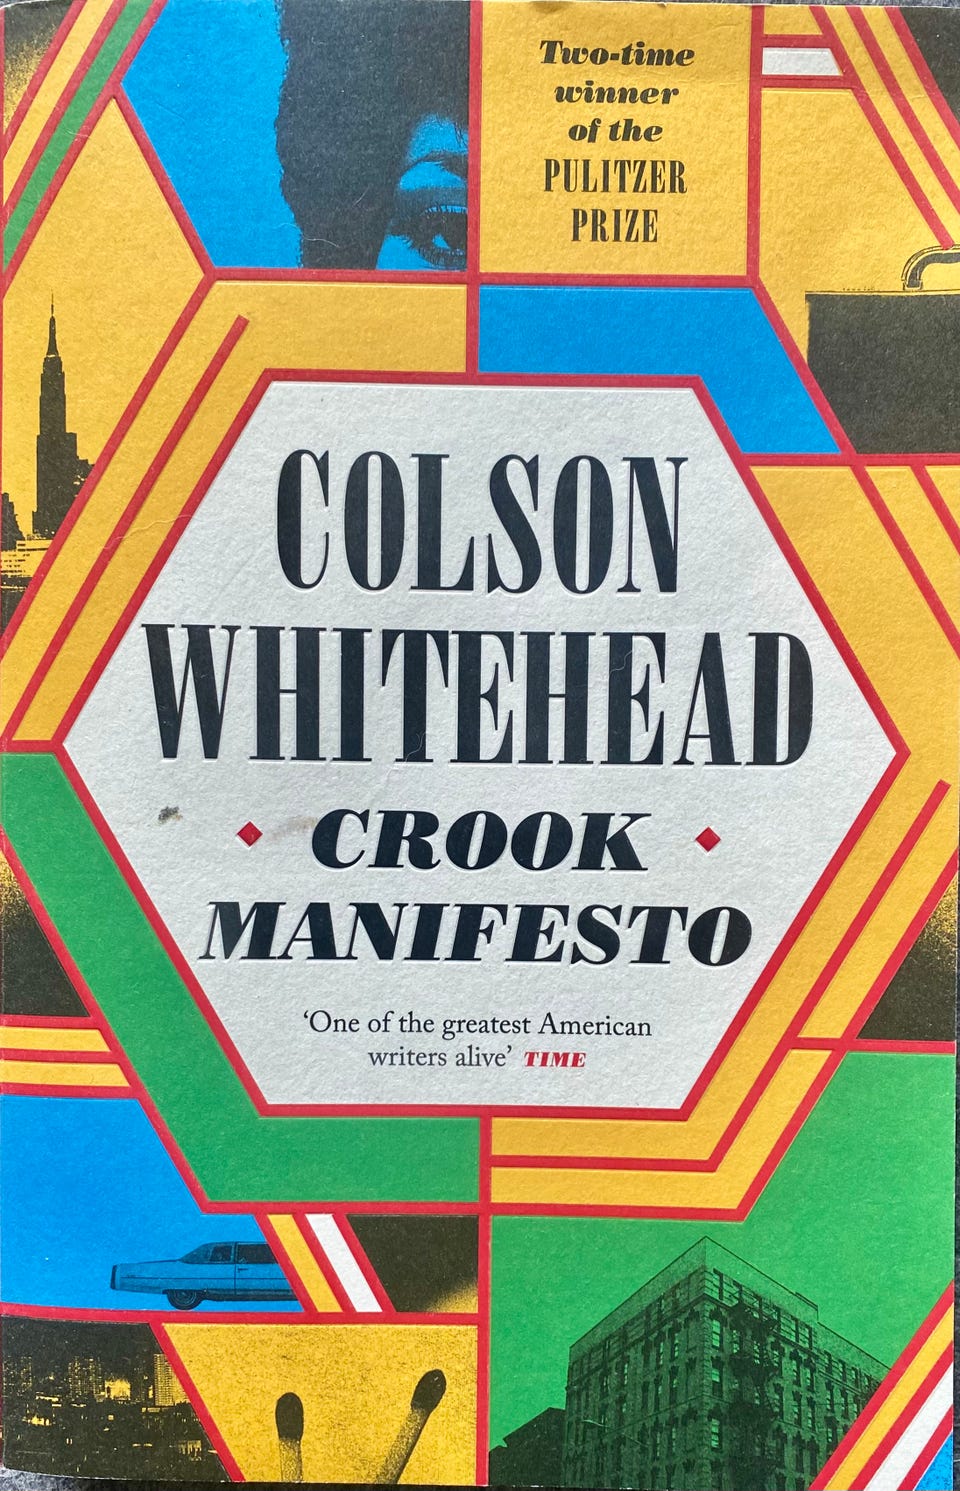 Two-time
winner
of the
PULITZER
PRIZE
COLSON
WHITEHEAD
CROOK
MANIFESTO
‘One of the greatest American
writers alive’ TIME